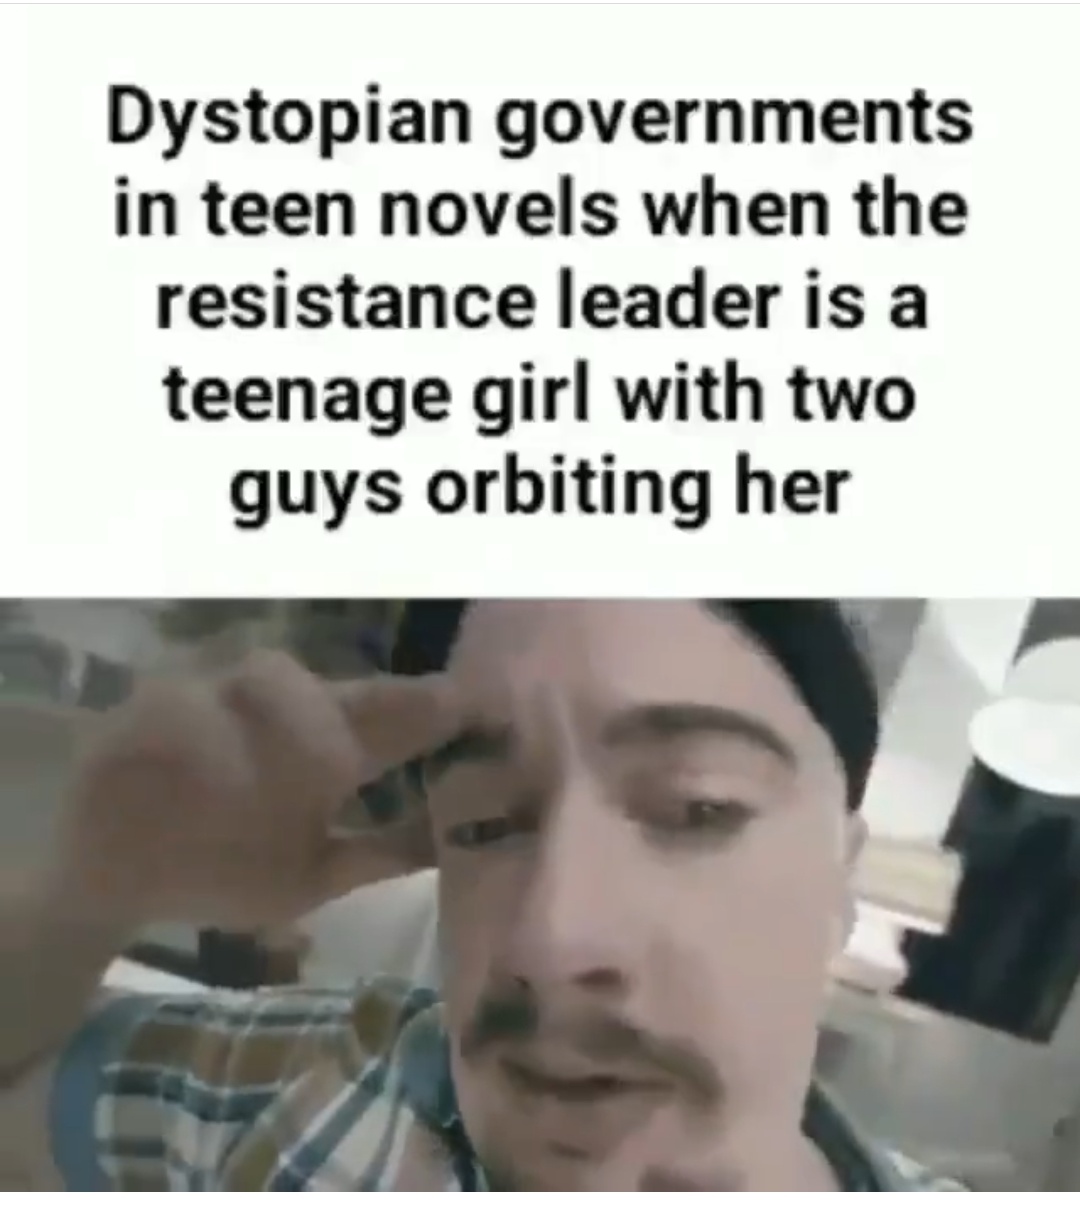 Dystopian governments
in teen novels when the
resistance leader is a
teenage girl with two
guys orbiting her